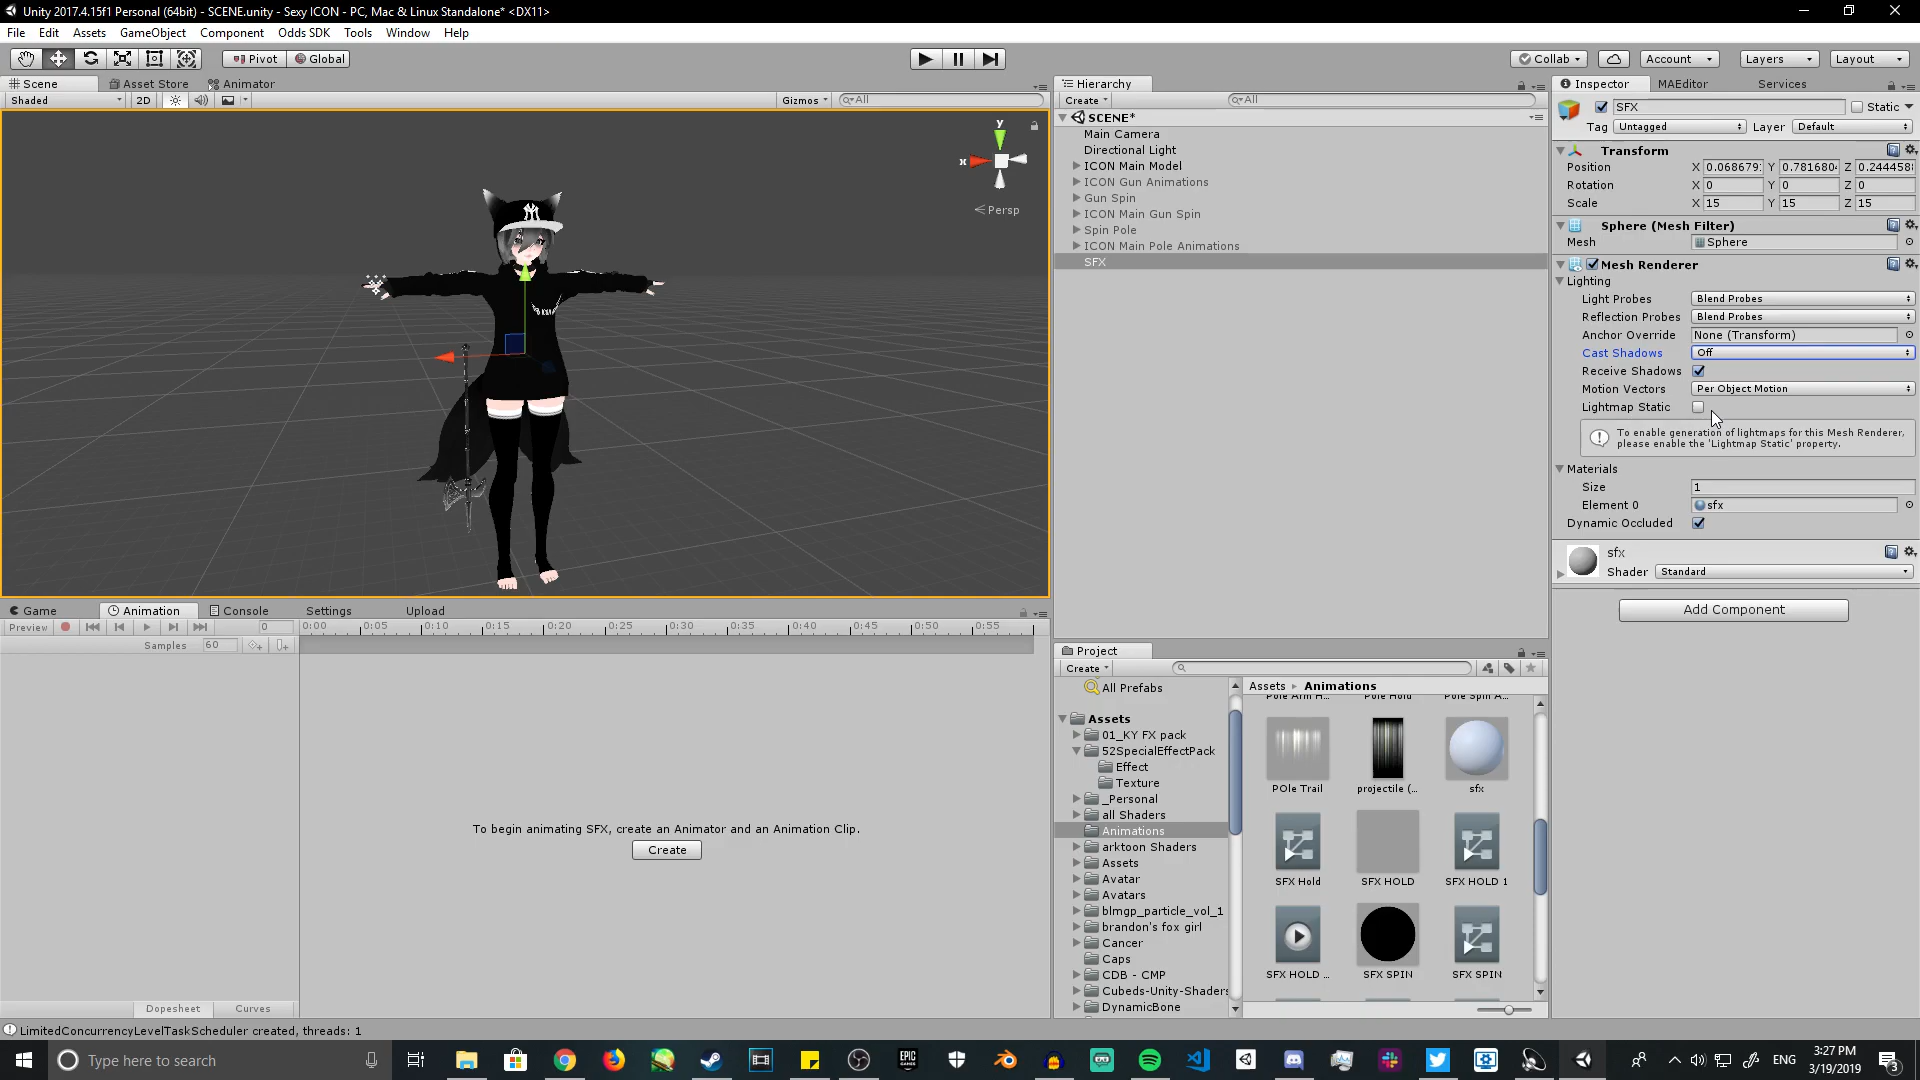 Unity 2017.4.15f1 Personal (64bit) - SCENE.unity - Sexy ICON - PC, Mac & Linux Standalone* <DX11>
File Edit Assets GameObject Component Odds SDK Tools Window Help
Pivot Global Collab Account Layers Layout
Scene Asset Store Animator
Shaded 2D Gizmos All
y
x
Persp
Hierarchy
Create All
SCENE*
Main Camera
Directional Light
ICON Main Model
ICON Gun Animations
Gun Spin
ICON Main Gun Spin
Spin Pole
ICON Main Pole Animations
SFX
Inspector MAEditor Services
SFX Static
Tag Untagged Layer Default
Transform
Position X 0.068679 Y 0.781680 Z 0.244458
Rotation X 0 Y 0 Z 0
Scale X 15 Y 15 Z 15
Sphere (Mesh Filter)
Mesh Sphere
Mesh Renderer
Lighting
Light Probes Blend Probes
Reflection Probes Blend Probes
Anchor Override None (Transform)
Cast Shadows Off
Receive Shadows
Motion Vectors Per Object Motion
Lightmap Static
To enable generation of lightmaps for this Mesh Renderer,
please enable the 'Lightmap Static' property.
Materials
Size 1
Element 0 sfx
Dynamic Occluded
sfx
Shader Standard
Add Component
Game Animation Console Settings Upload
Preview 0 0:00 0:05 0:10 0:15 0:20 0:25 0:30 0:35 0:40 0:45 0:50 0:55
Samples 60
To begin animating SFX, create an Animator and an Animation Clip.
Create
Dopesheet Curves
Project
Create
All Prefabs
Assets
01_KY FX pack
52SpecialEffectPack
Effect
Texture
_Personal
all Shaders
Animations
arktoon Shaders
Assets
Avatar
Avatars
blmgp_particle_vol_1
brandon's fox girl
Cancer
Caps
CDB - CMP
Cubeds-Unity-Shaders
DynamicBone
Assets Animations
Pole Arm H... Pole Hold Pole Spin A...
POle Trail projectile (... sfx
SFX Hold SFX HOLD SFX HOLD 1
SFX HOLD ... SFX SPIN SFX SPIN
LimitedConcurrencyLevelTaskScheduler created, threads: 1
Type here to search
EPIC GAMES
ENG
3:27 PM
3/19/2019
3